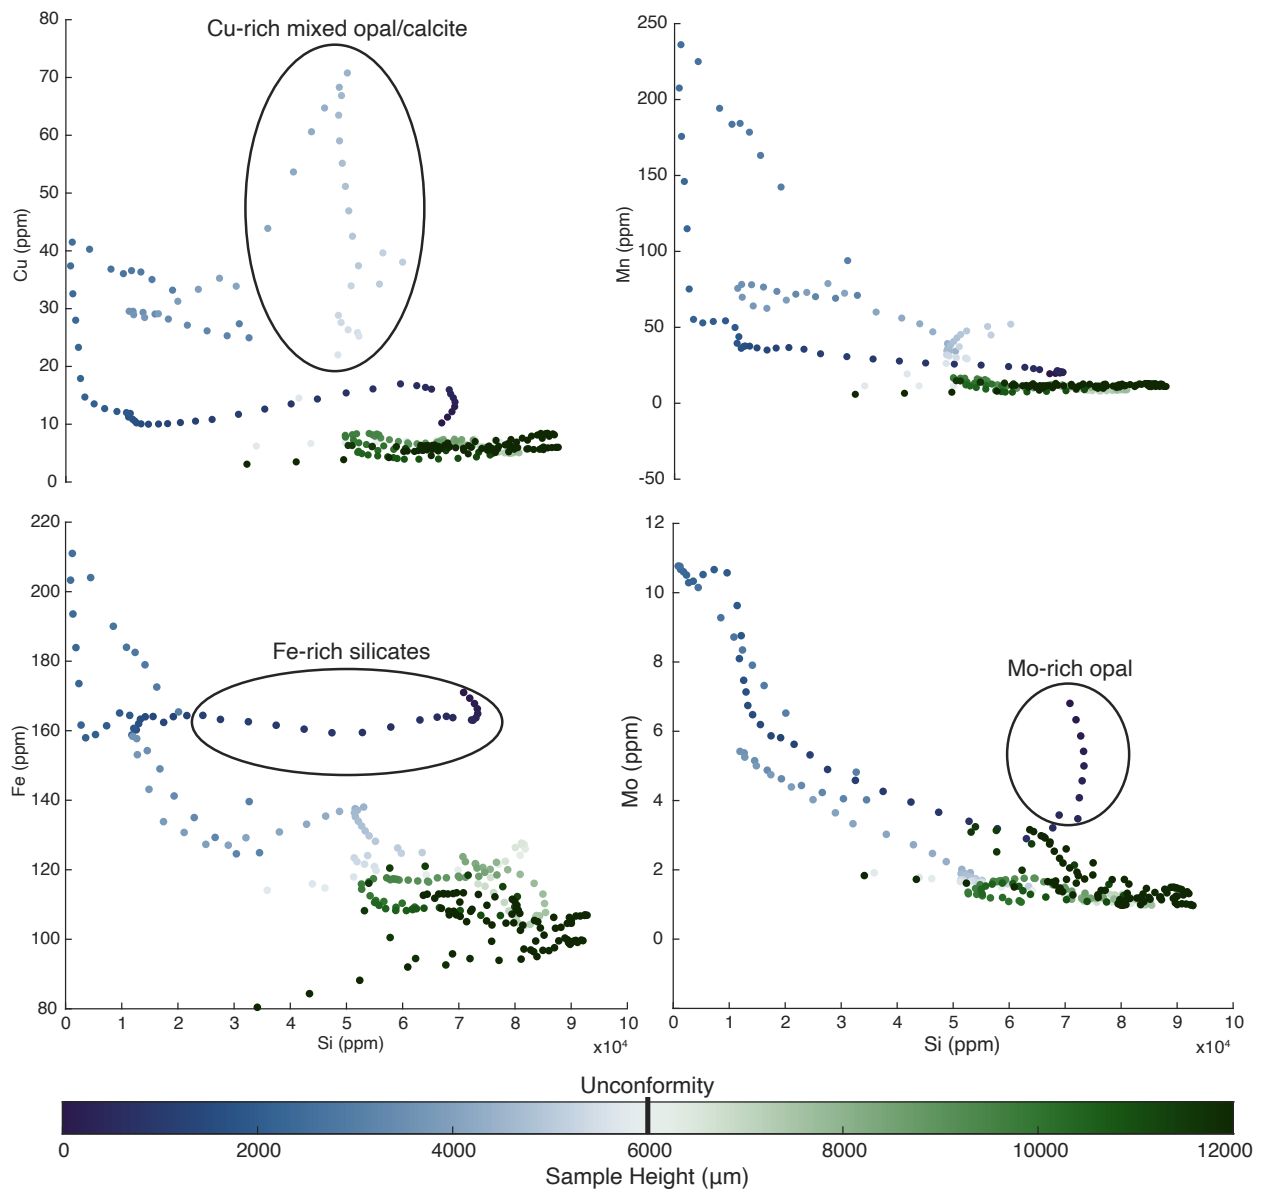 80
70
60
50
40
30
20
10
0
Cu (ppm)
Cu-rich mixed opal/calcite
250
200
150
100
50
0
-50
Mn (ppm)
220
200
180
160
140
120
100
80
Fe (ppm)
Fe-rich silicates
0 1 2 3 4 5 6 7 8 9 10
Si (ppm)
x10⁴
12
10
8
6
4
2
0
Mo (ppm)
Mo-rich opal
0 1 2 3 4 5 6 7 8 9 10
Si (ppm)
x10⁴
Unconformity
0 2000 4000 6000 8000 10000 12000
Sample Height (μm)